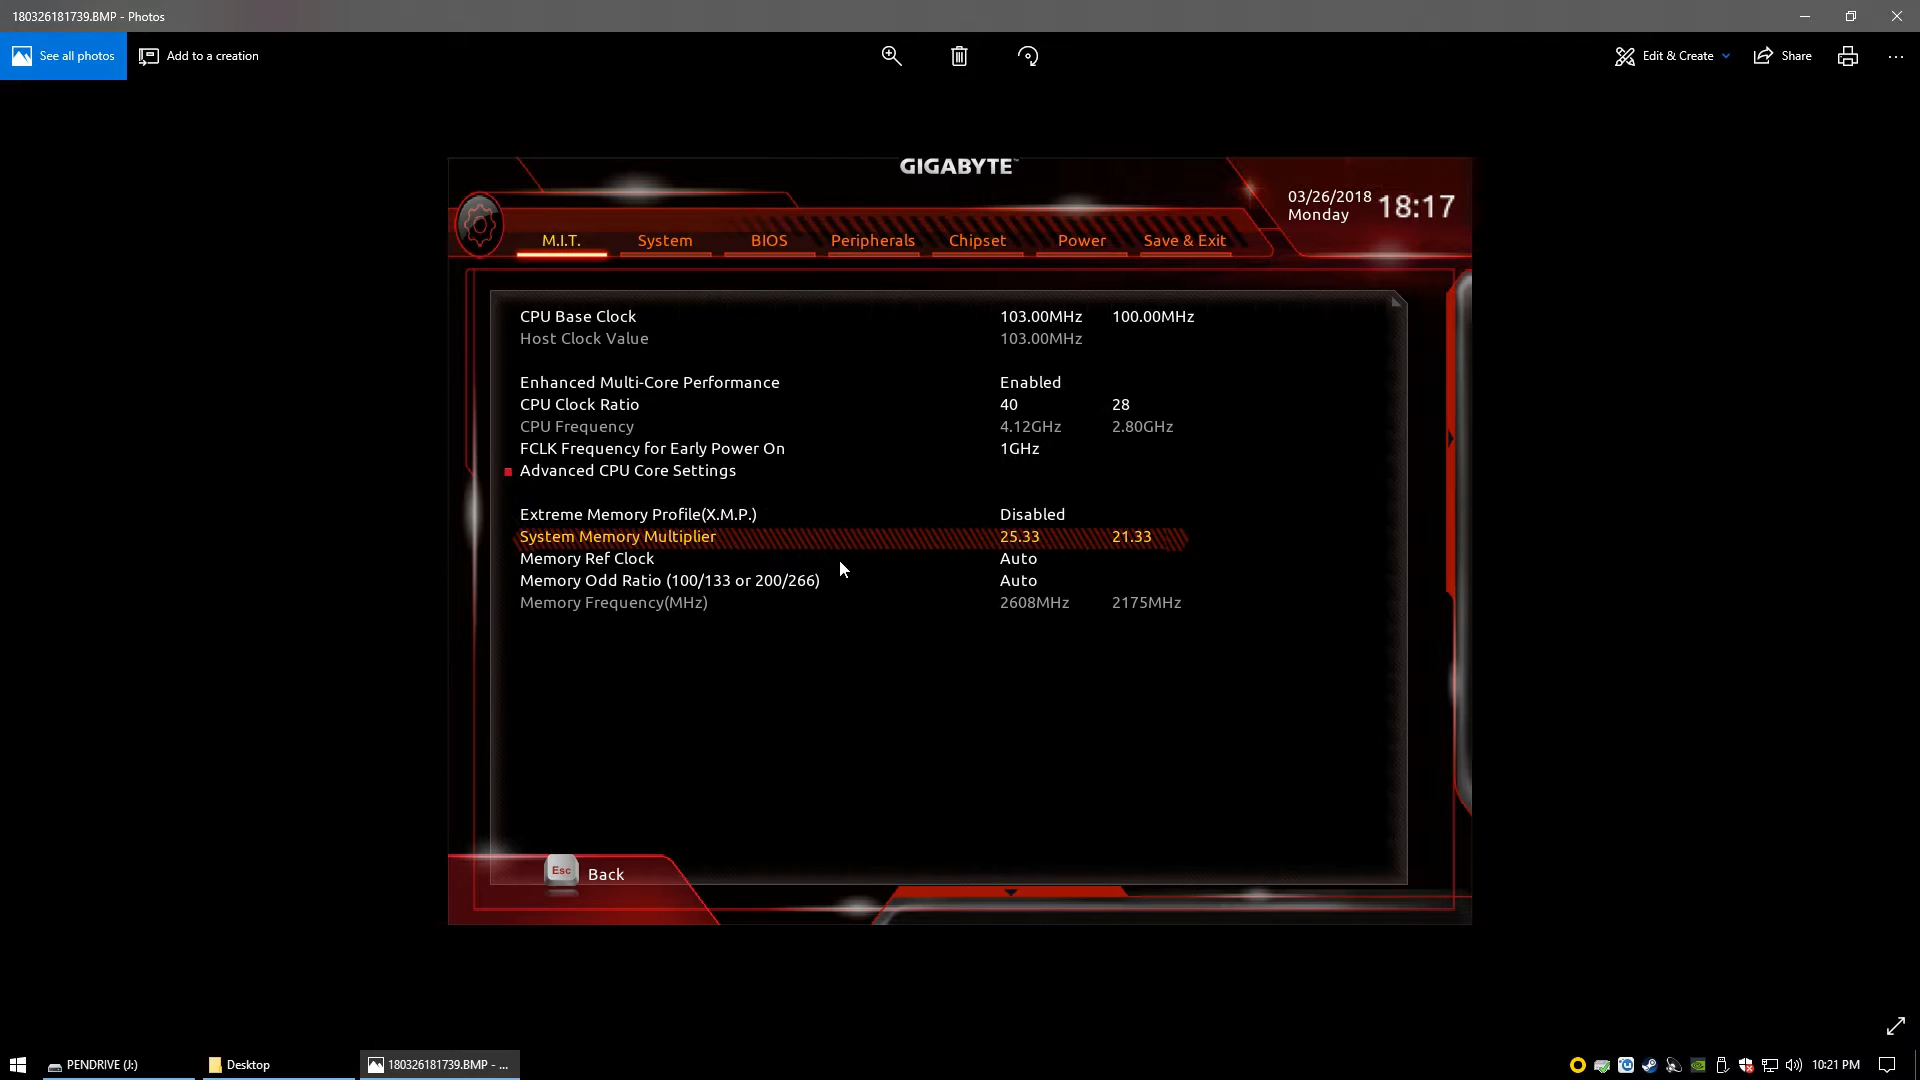 180326181739.BMP - Photos
See all photos
Add to a creation
Edit & Create
Share
GIGABYTE™
03/26/2018
Monday
18:17
M.I.T.
System
BIOS
Peripherals
Chipset
Power
Save & Exit
CPU Base Clock 103.00MHz 100.00MHz
Host Clock Value 103.00MHz
Enhanced Multi-Core Performance Enabled
CPU Clock Ratio 40 28
CPU Frequency 4.12GHz 2.80GHz
FCLK Frequency for Early Power On 1GHz
Advanced CPU Core Settings
Extreme Memory Profile(X.M.P.) Disabled
System Memory Multiplier 25.33 21.33
Memory Ref Clock Auto
Memory Odd Ratio (100/133 or 200/266) Auto
Memory Frequency(MHz) 2608MHz 2175MHz
Esc Back
PENDRIVE (J:)
Desktop
180326181739.BMP - ...
10:21 PM